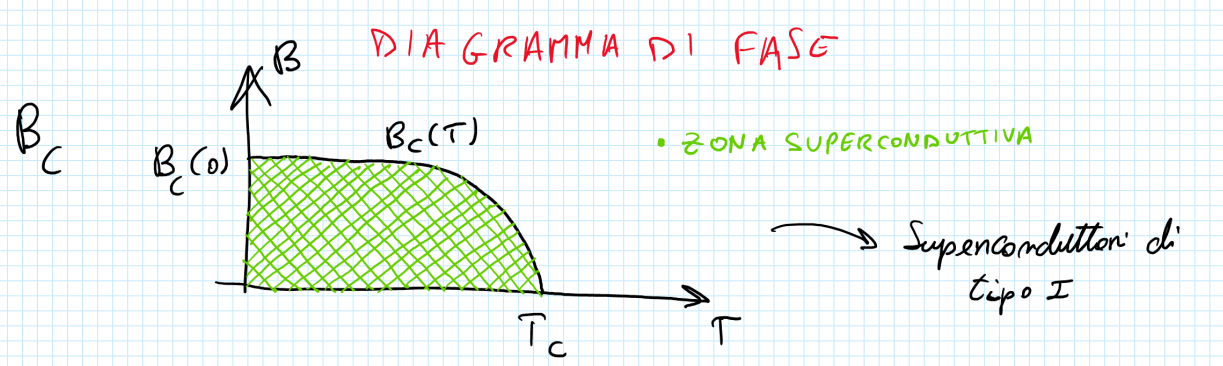 DIAGRAMMA DI FASE
B
B_C
B_C(0)
B_C(T)
• ZONA SUPERCONDUTTIVA
Superconduttori di
tipo I
T_C
T